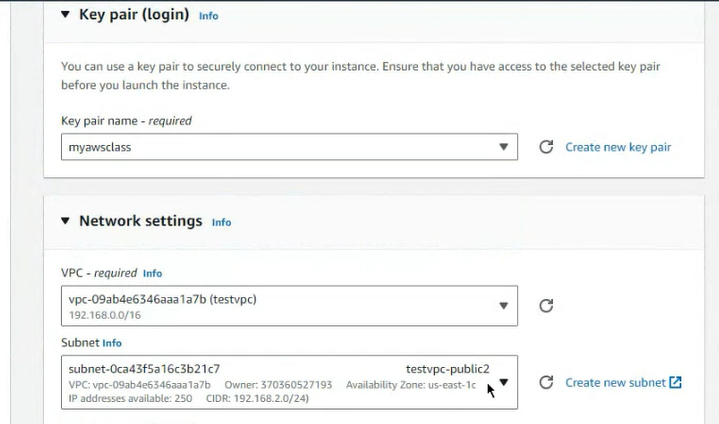 Key pair (login) Info
You can use a key pair to securely connect to your instance. Ensure that you have access to the selected key pair
before you launch the instance.
Key pair name - required
myawsclass
Create new key pair
Network settings Info
VPC - required Info
vpc-09ab4e6346aaa1a7b (testvpc)
192.168.0.0/16
Subnet Info
subnet-0ca43f5a16c3b21c7 testvpc-public2
VPC: vpc-09ab4e6346aaa1a7b Owner: 370360527193 Availability Zone: us-east-1c
IP addresses available: 250 CIDR: 192.168.2.0/24)
Create new subnet